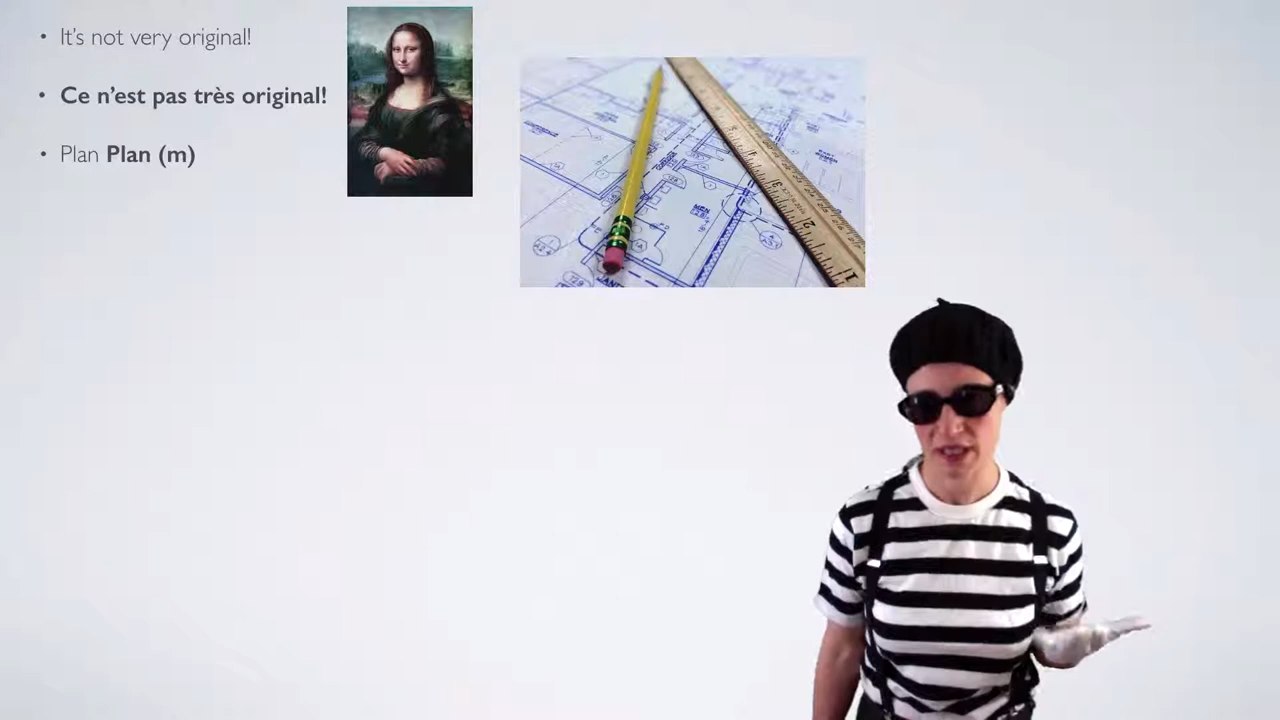 • It’s not very original!
• Ce n’est pas très original!
• Plan Plan (m)